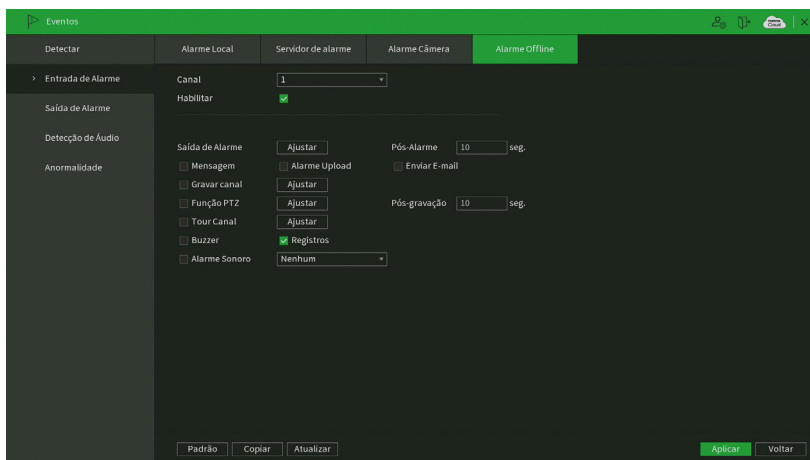 Eventos
Detectar
Alarme Local
Servidor de alarme
Alarme Câmera
Alarme Offline
Entrada de Alarme
Canal
1
Habilitar
Saída de Alarme
Detecção de Áudio
Anormalidade
Saída de Alarme
Ajustar
Pós-Alarme
10
seg.
Mensagem
Alarme Upload
Enviar E-mail
Gravar canal
Ajustar
Função PTZ
Ajustar
Pós-gravação
10
seg.
Tour Canal
Ajustar
Buzzer
Registros
Alarme Sonoro
Nenhum
Padrão
Copiar
Atualizar
Aplicar
Voltar